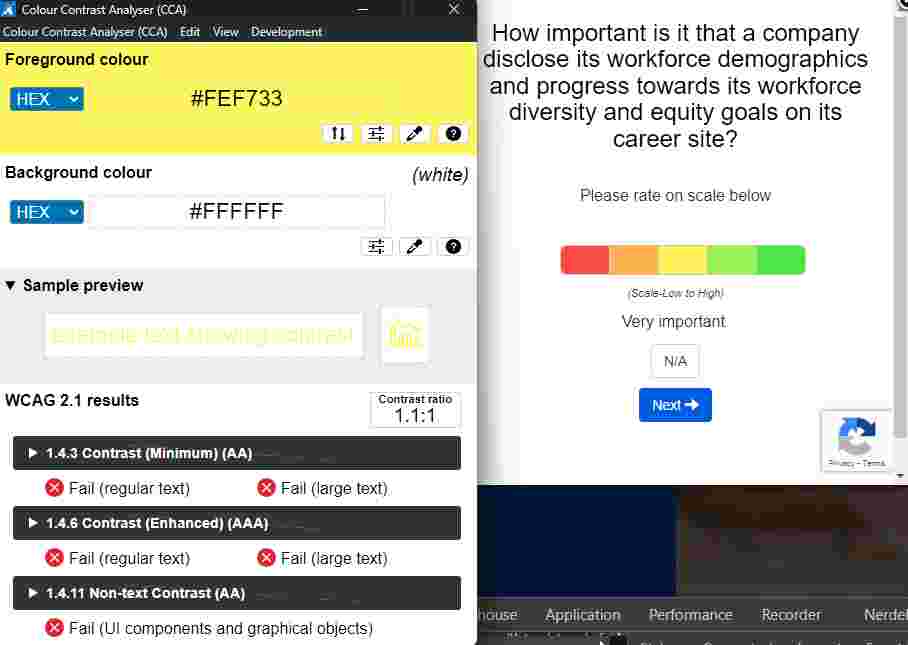 Colour Contrast Analyser (CCA)
Colour Contrast Analyser (CCA) Edit View Development
Foreground colour
HEX #FEF733
Background colour (white)
HEX #FFFFFF
▼ Sample preview
WCAG 2.1 results
Contrast ratio
1.1:1
1.4.3 Contrast (Minimum) (AA)
Fail (regular text) Fail (large text)
1.4.6 Contrast (Enhanced) (AAA)
Fail (regular text) Fail (large text)
1.4.11 Non-text Contrast (AA)
Fail (UI components and graphical objects)
How important is it that a company
disclose its workforce demographics
and progress towards its workforce
diversity and equity goals on its
career site?
Please rate on scale below
(Scale-Low to High)
Very important
N/A
Next
Privacy - Terms
house Application Performance Recorder Nerdel